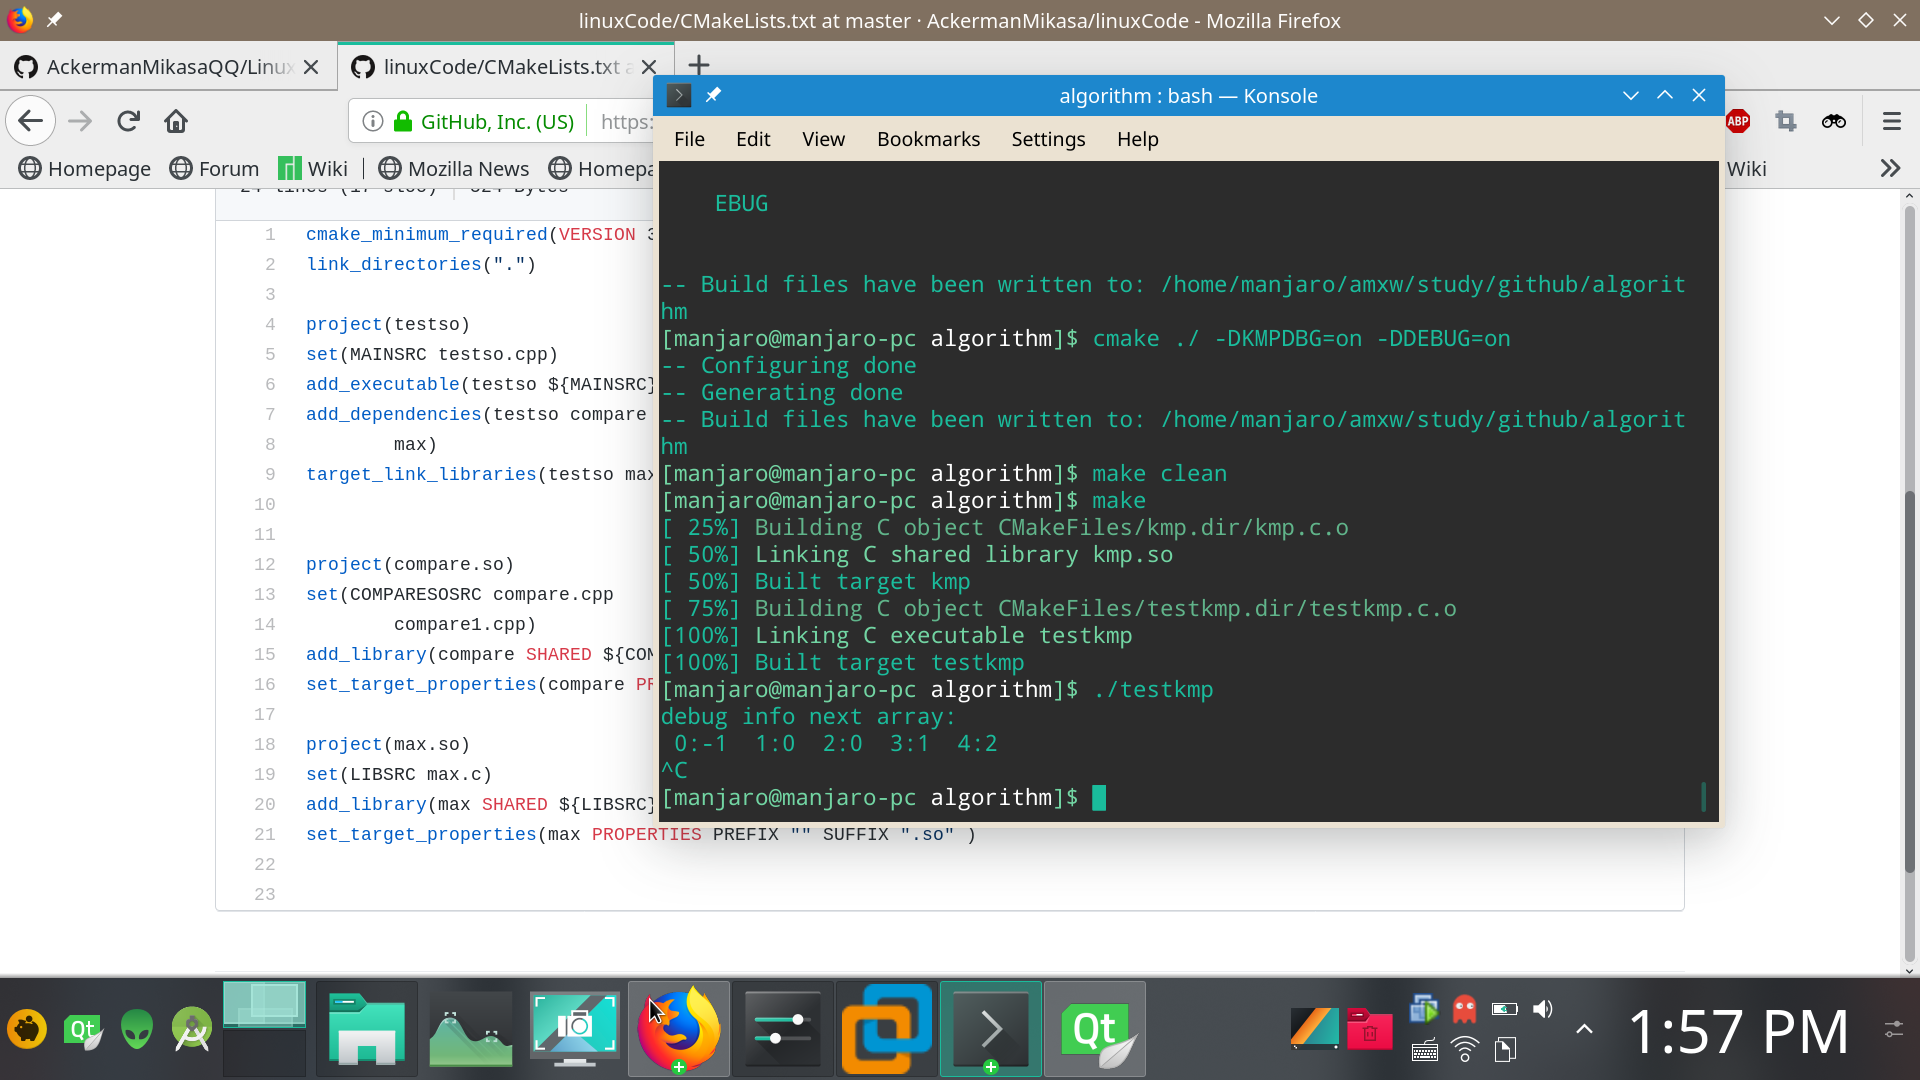 linuxCode/CMakeLists.txt at master · AckermanMikasa/linuxCode - Mozilla Firefox
AckermanMikasaQQ/Linux
linuxCode/CMakeLists.txt
GitHub, Inc. (US)
https:
Homepage
Forum
Wiki
Mozilla News
Homepa
Wiki
ABP
1 cmake_minimum_required(VERSION 3
2 link_directories(".")
3
4 project(testso)
5 set(MAINSRC testso.cpp)
6 add_executable(testso ${MAINSRC}
7 add_dependencies(testso compare
8 max)
9 target_link_libraries(testso max
10
11
12 project(compare.so)
13 set(COMPARESOSRC compare.cpp
14 compare1.cpp)
15 add_library(compare SHARED ${COM
16 set_target_properties(compare PR
17
18 project(max.so)
19 set(LIBSRC max.c)
20 add_library(max SHARED ${LIBSRC}
21 set_target_properties(max PROPERTIES PREFIX "" SUFFIX ".so" )
22
23
algorithm : bash — Konsole
File Edit View Bookmarks Settings Help
EBUG
-- Build files have been written to: /home/manjaro/amxw/study/github/algorit
hm
[manjaro@manjaro-pc algorithm]$ cmake ./ -DKMPDBG=on -DDEBUG=on
-- Configuring done
-- Generating done
-- Build files have been written to: /home/manjaro/amxw/study/github/algorit
hm
[manjaro@manjaro-pc algorithm]$ make clean
[manjaro@manjaro-pc algorithm]$ make
[ 25%] Building C object CMakeFiles/kmp.dir/kmp.c.o
[ 50%] Linking C shared library kmp.so
[ 50%] Built target kmp
[ 75%] Building C object CMakeFiles/testkmp.dir/testkmp.c.o
[100%] Linking C executable testkmp
[100%] Built target testkmp
[manjaro@manjaro-pc algorithm]$ ./testkmp
debug info next array:
0:-1 1:0 2:0 3:1 4:2
^C
[manjaro@manjaro-pc algorithm]$
Qt
Qt
1:57 PM